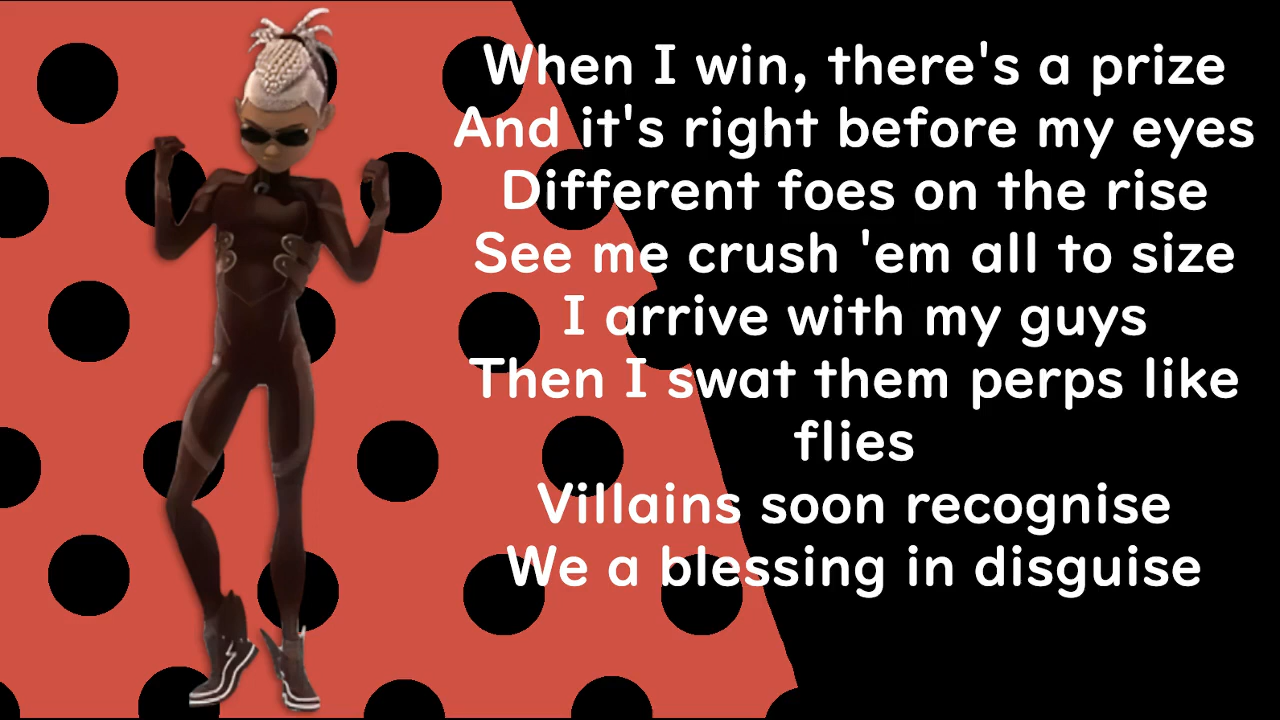 When I win, there's a prize
And it's right before my eyes
Different foes on the rise
See me crush 'em all to size
I arrive with my guys
Then I swat them perps like
flies
Villains soon recognise
We a blessing in disguise